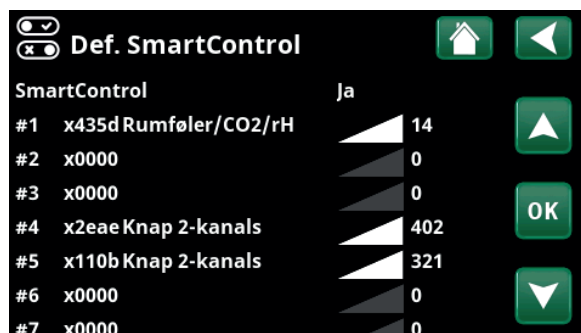 Def. SmartControl
SmartControl Ja
#1 x435d Rumføler/CO2/rH 14
#2 x0000 0
#3 x0000 0
#4 x2eae Knap 2-kanals 402
#5 x110b Knap 2-kanals 321
#6 x0000 0
#7 x0000 0
OK